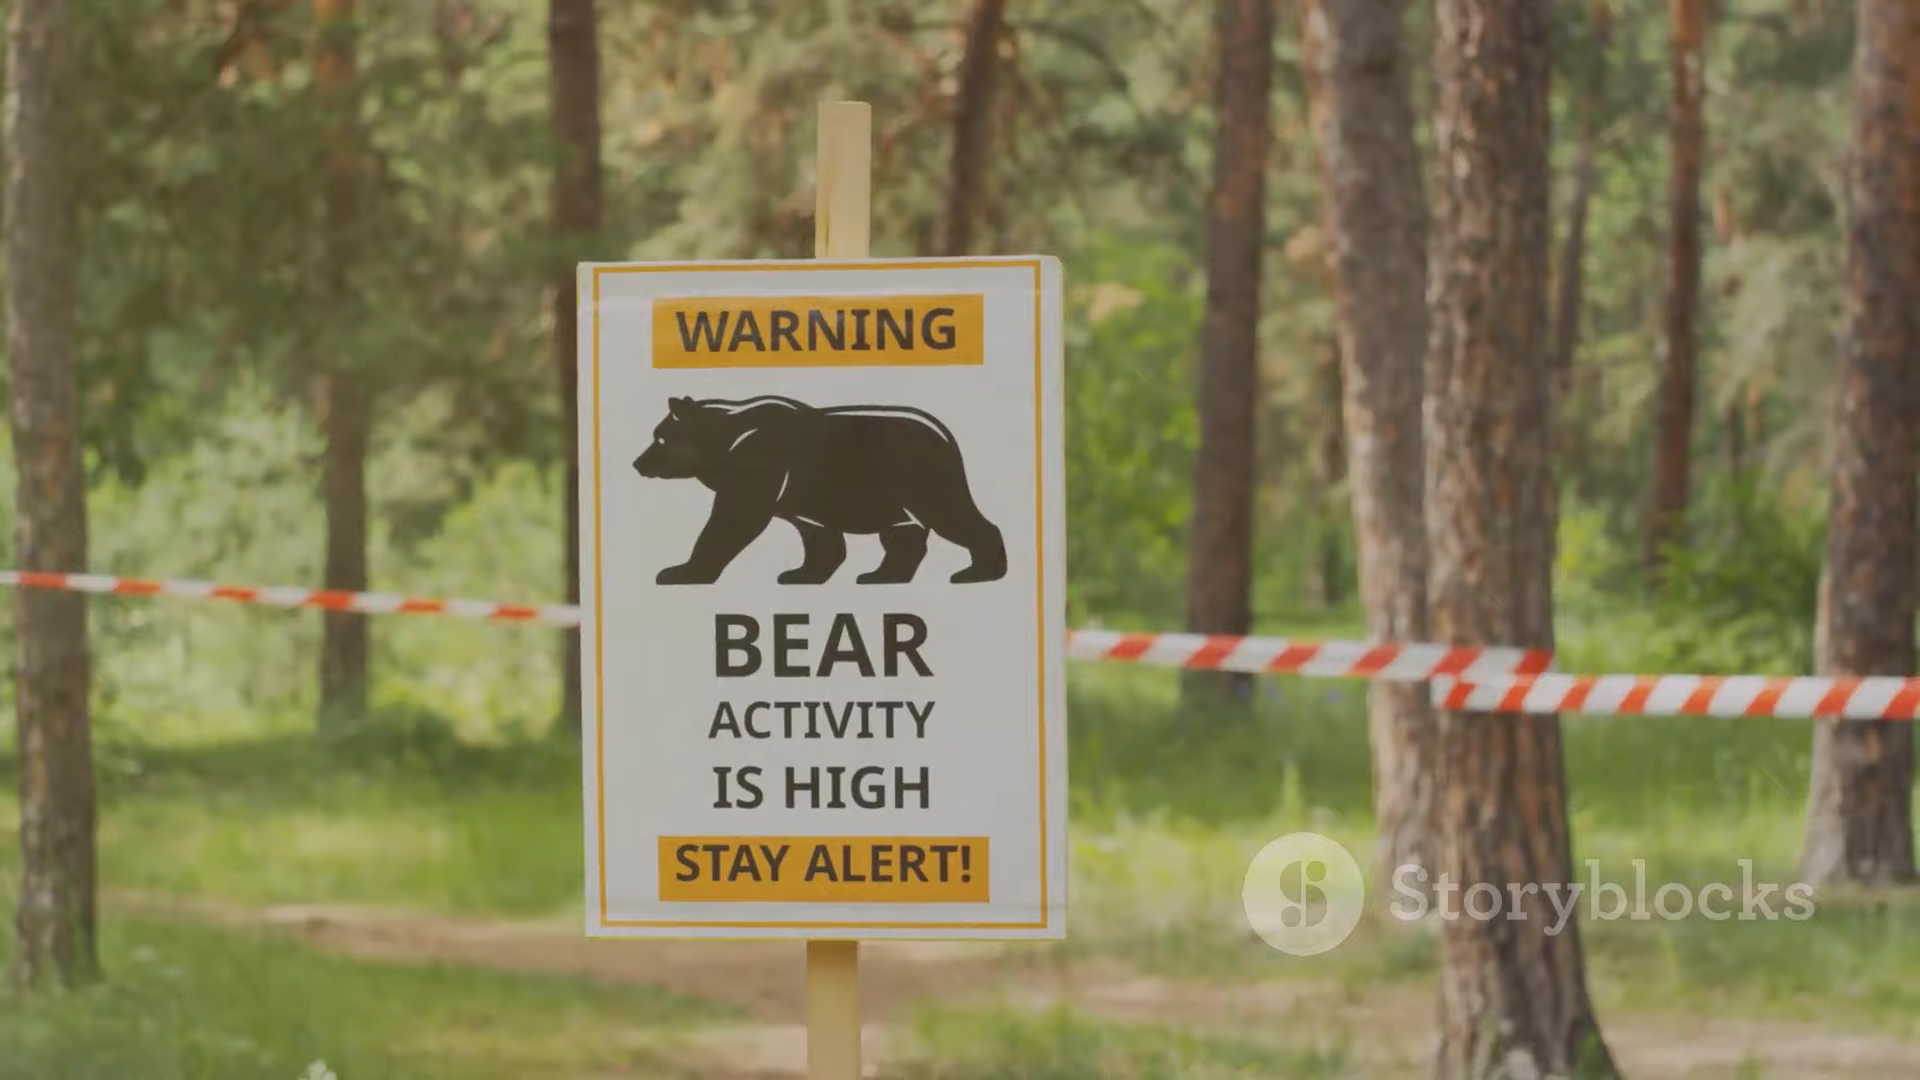 WARNING
BEAR
ACTIVITY
IS HIGH
STAY ALERT!
Storyblocks